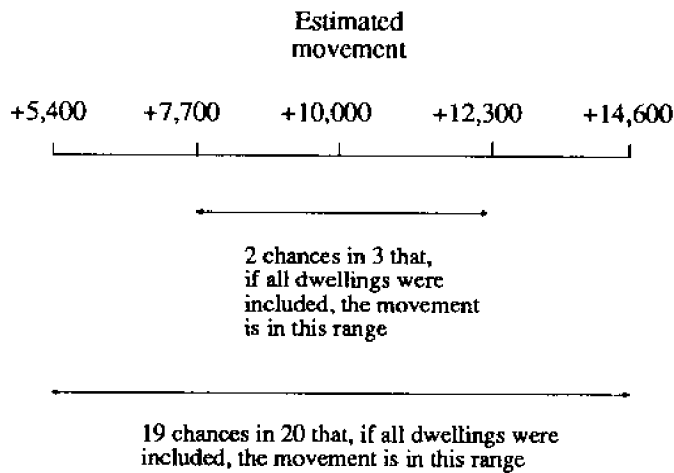 Estimated
movement
+5,400 +7,700 +10,000 +12,300 +14,600
2 chances in 3 that,
if all dwellings were
included, the movement
is in this range
19 chances in 20 that, if all dwellings were
included, the movement is in this range